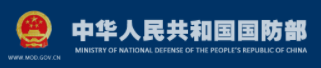 中华人民共和国国防部
MINISTRY OF NATIONAL DEFENSE OF THE PEOPLE'S REPUBLIC OF CHINA
WWW.MOD.GOV.CN